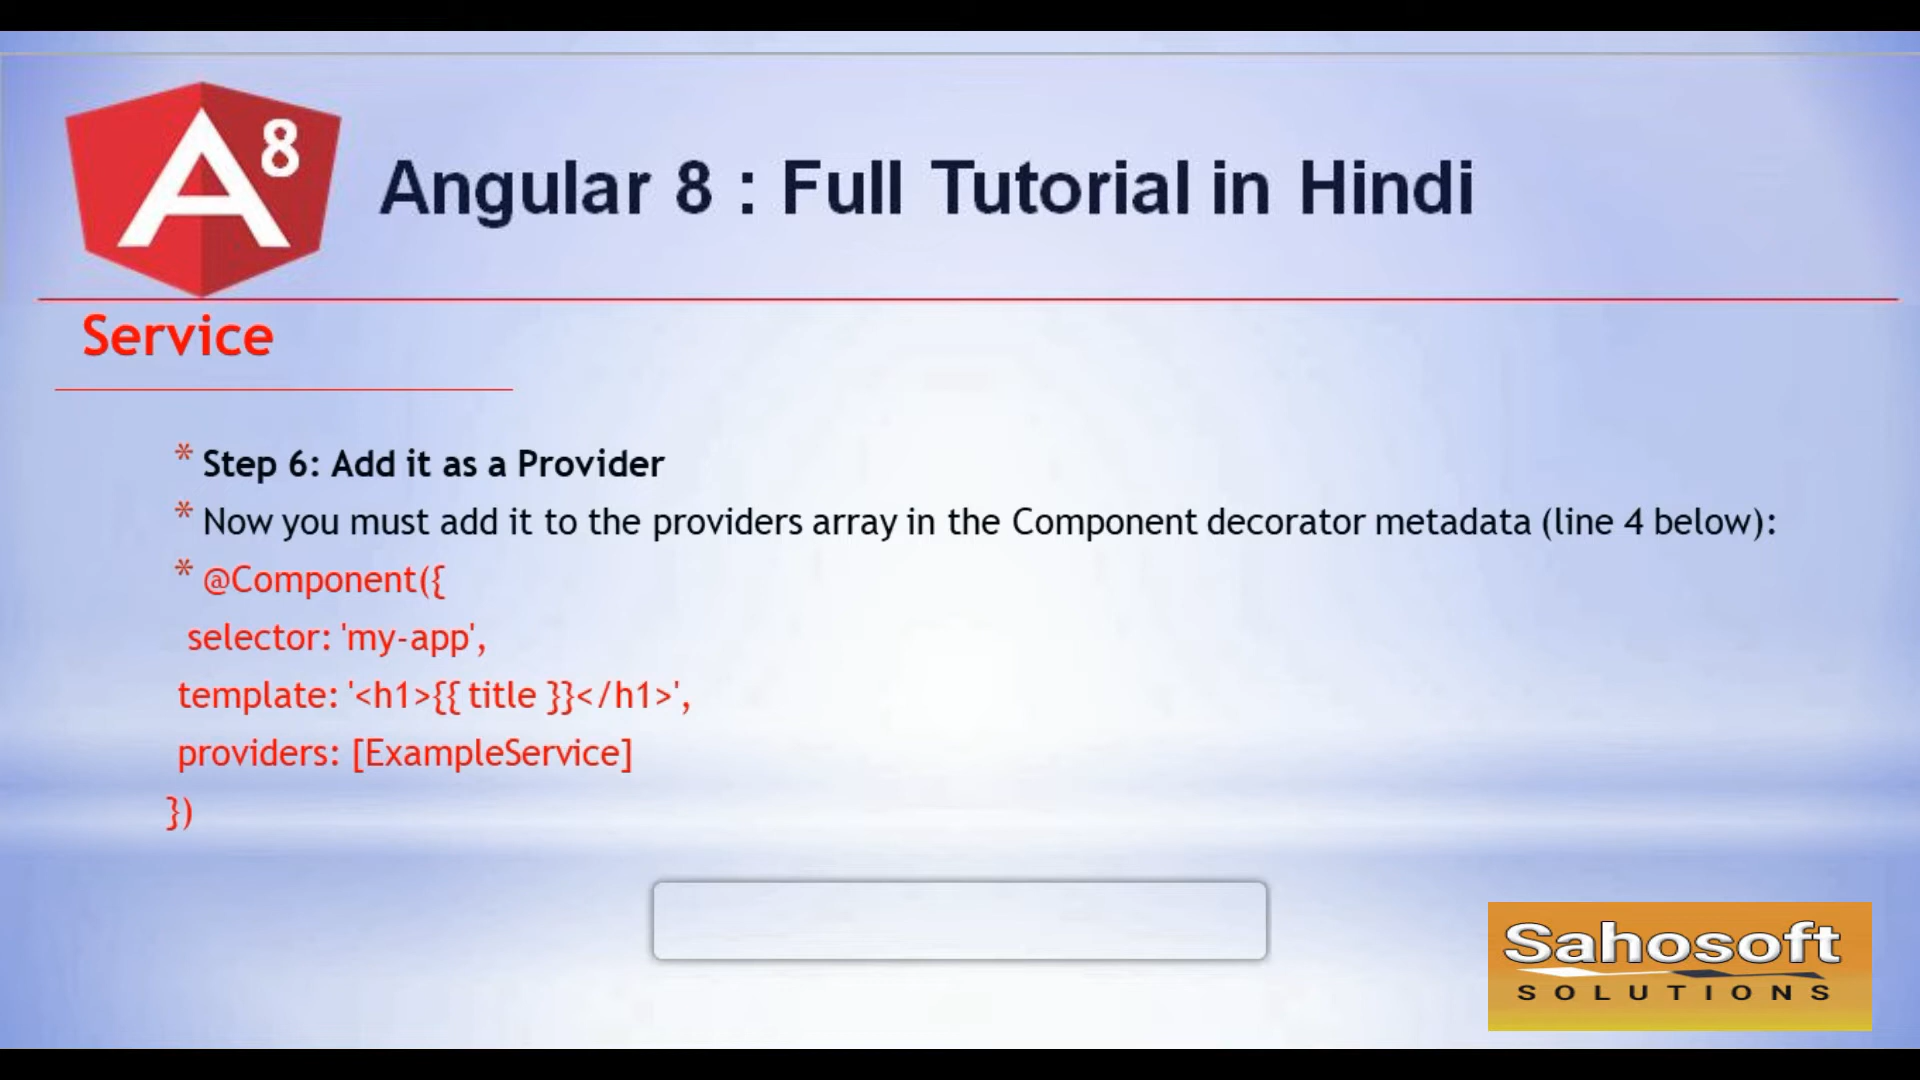 A8
Angular 8 : Full Tutorial in Hindi
Service
* Step 6: Add it as a Provider
* Now you must add it to the providers array in the Component decorator metadata (line 4 below):
* @Component({
selector: 'my-app',
template: '<h1>{{ title }}</h1>',
providers: [ExampleService]
})
Sahosoft
SOLUTIONS